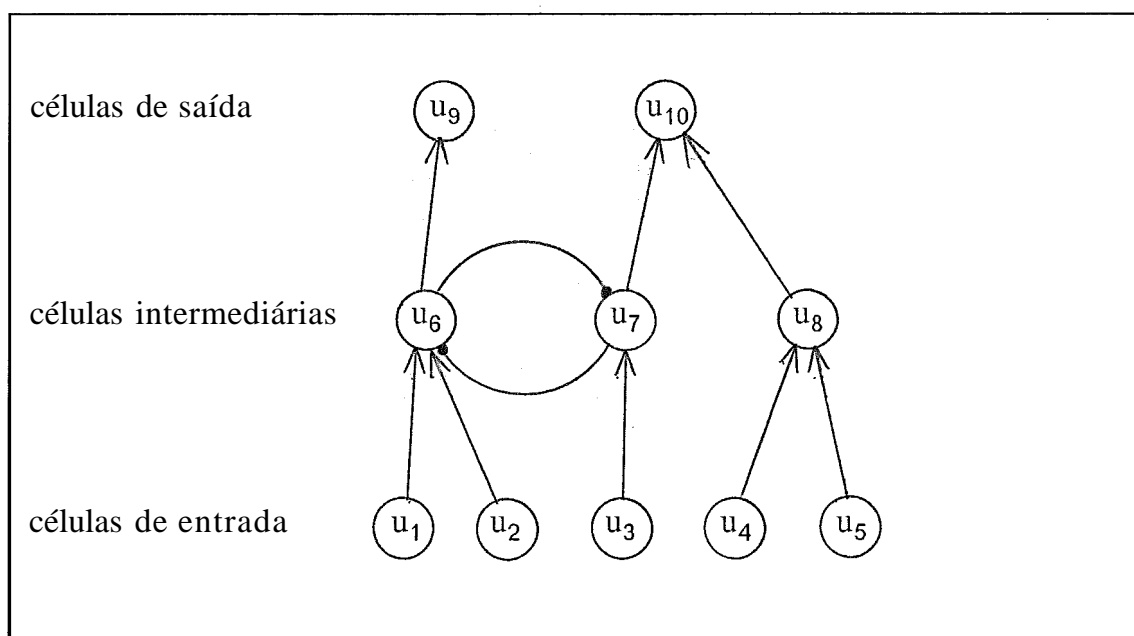 células de saída u9 u10
células intermediárias u6 u7 u8
células de entrada u1 u2 u3 u4 u5